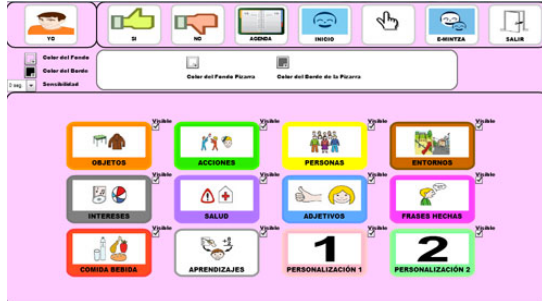 YO
SI
NO
AGENDA
INICIO
E-MINTZA
SALIR
Color del Fondo
Color del Borde
3 seg
Sensibilidad
Color del Fondo Pizarra
Color del Borde de la Pizarra
Visible
Visible
Visible
Visible
OBJETOS
ACCIONES
PERSONAS
ENTORNOS
Visible
Visible
Visible
Visible
INTERESES
SALUD
ADJETIVOS
FRASES HECHAS
Visible
Visible
Visible
Visible
1
2
COMIDA BEBIDA
APRENDIZAJES
PERSONALIZACIÓN 1
PERSONALIZACIÓN 2